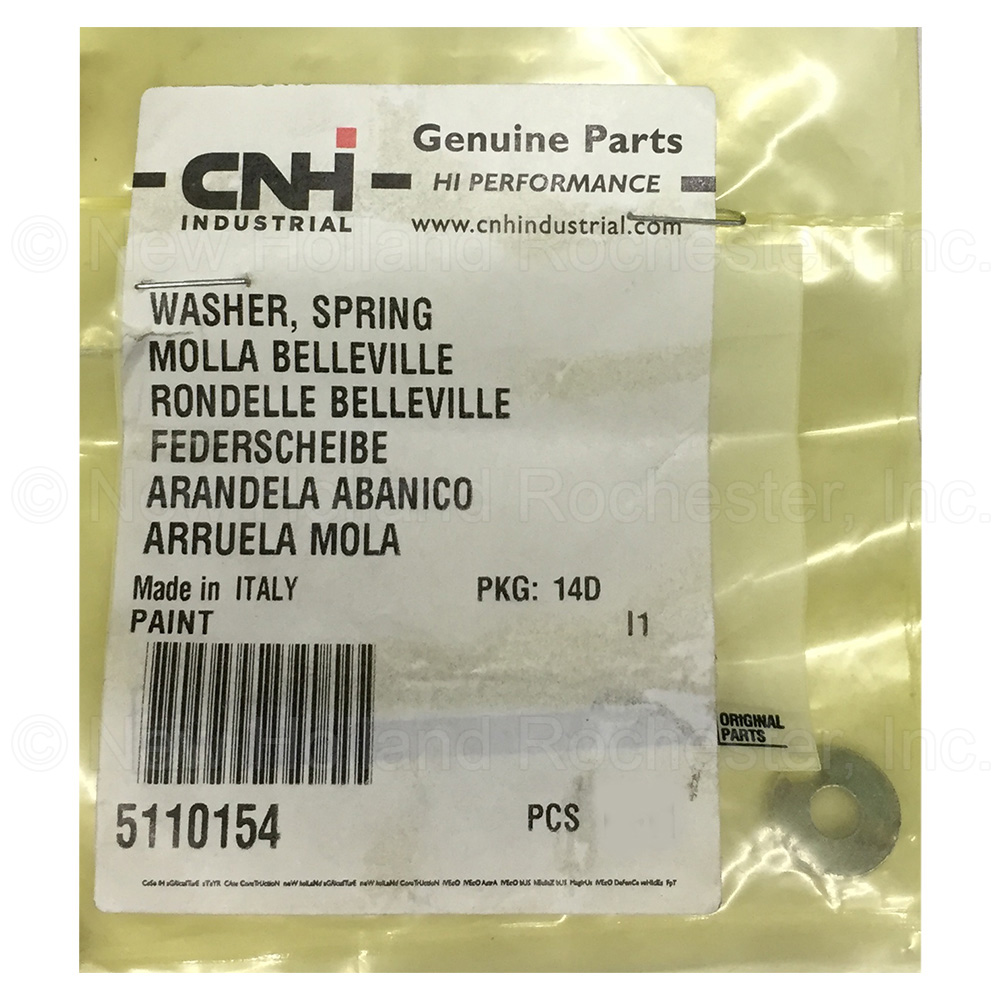 CNH
INDUSTRIAL
Genuine Parts
HI PERFORMANCE
www.cnhindustrial.com
© New Holland Rochester, Inc.
WASHER, SPRING
MOLLA BELLEVILLE
RONDELLE BELLEVILLE
FEDERSCHEIBE
© New Holland Rochester, Inc.
ARANDELA ABANICO
ARRUELA MOLA
Made in ITALY PKG: 14D
PAINT I1
ORIGINAL
PARTS
© New Holland Rochester, Inc.
5110154 PCS